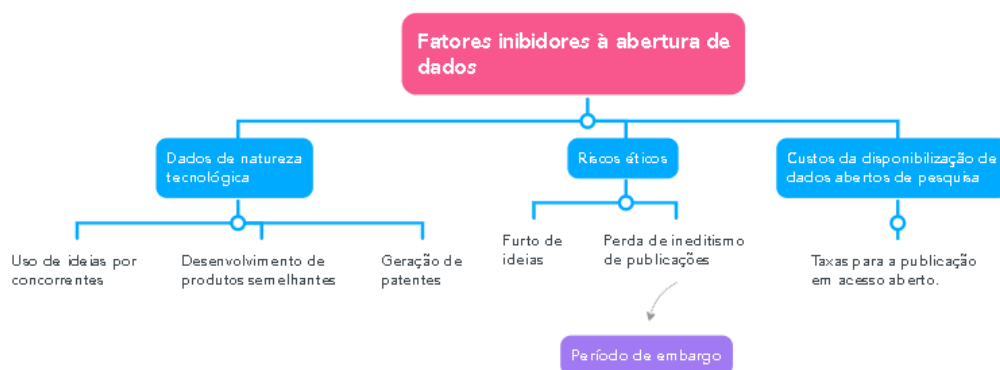 Fatores inibidores à abertura de
dados
Dados de natureza
tecnológica
Riscos éticos
Custos da disponibilização de
dados abertos de pesquisa
Uso de ideias por
concorrentes
Desenvolvimento de
produtos semelhantes
Geração de
patentes
Furto de
ideias
Perda de ineditismo
de publicações
Taxas para a publicação
em acesso aberto.
Período de embargo